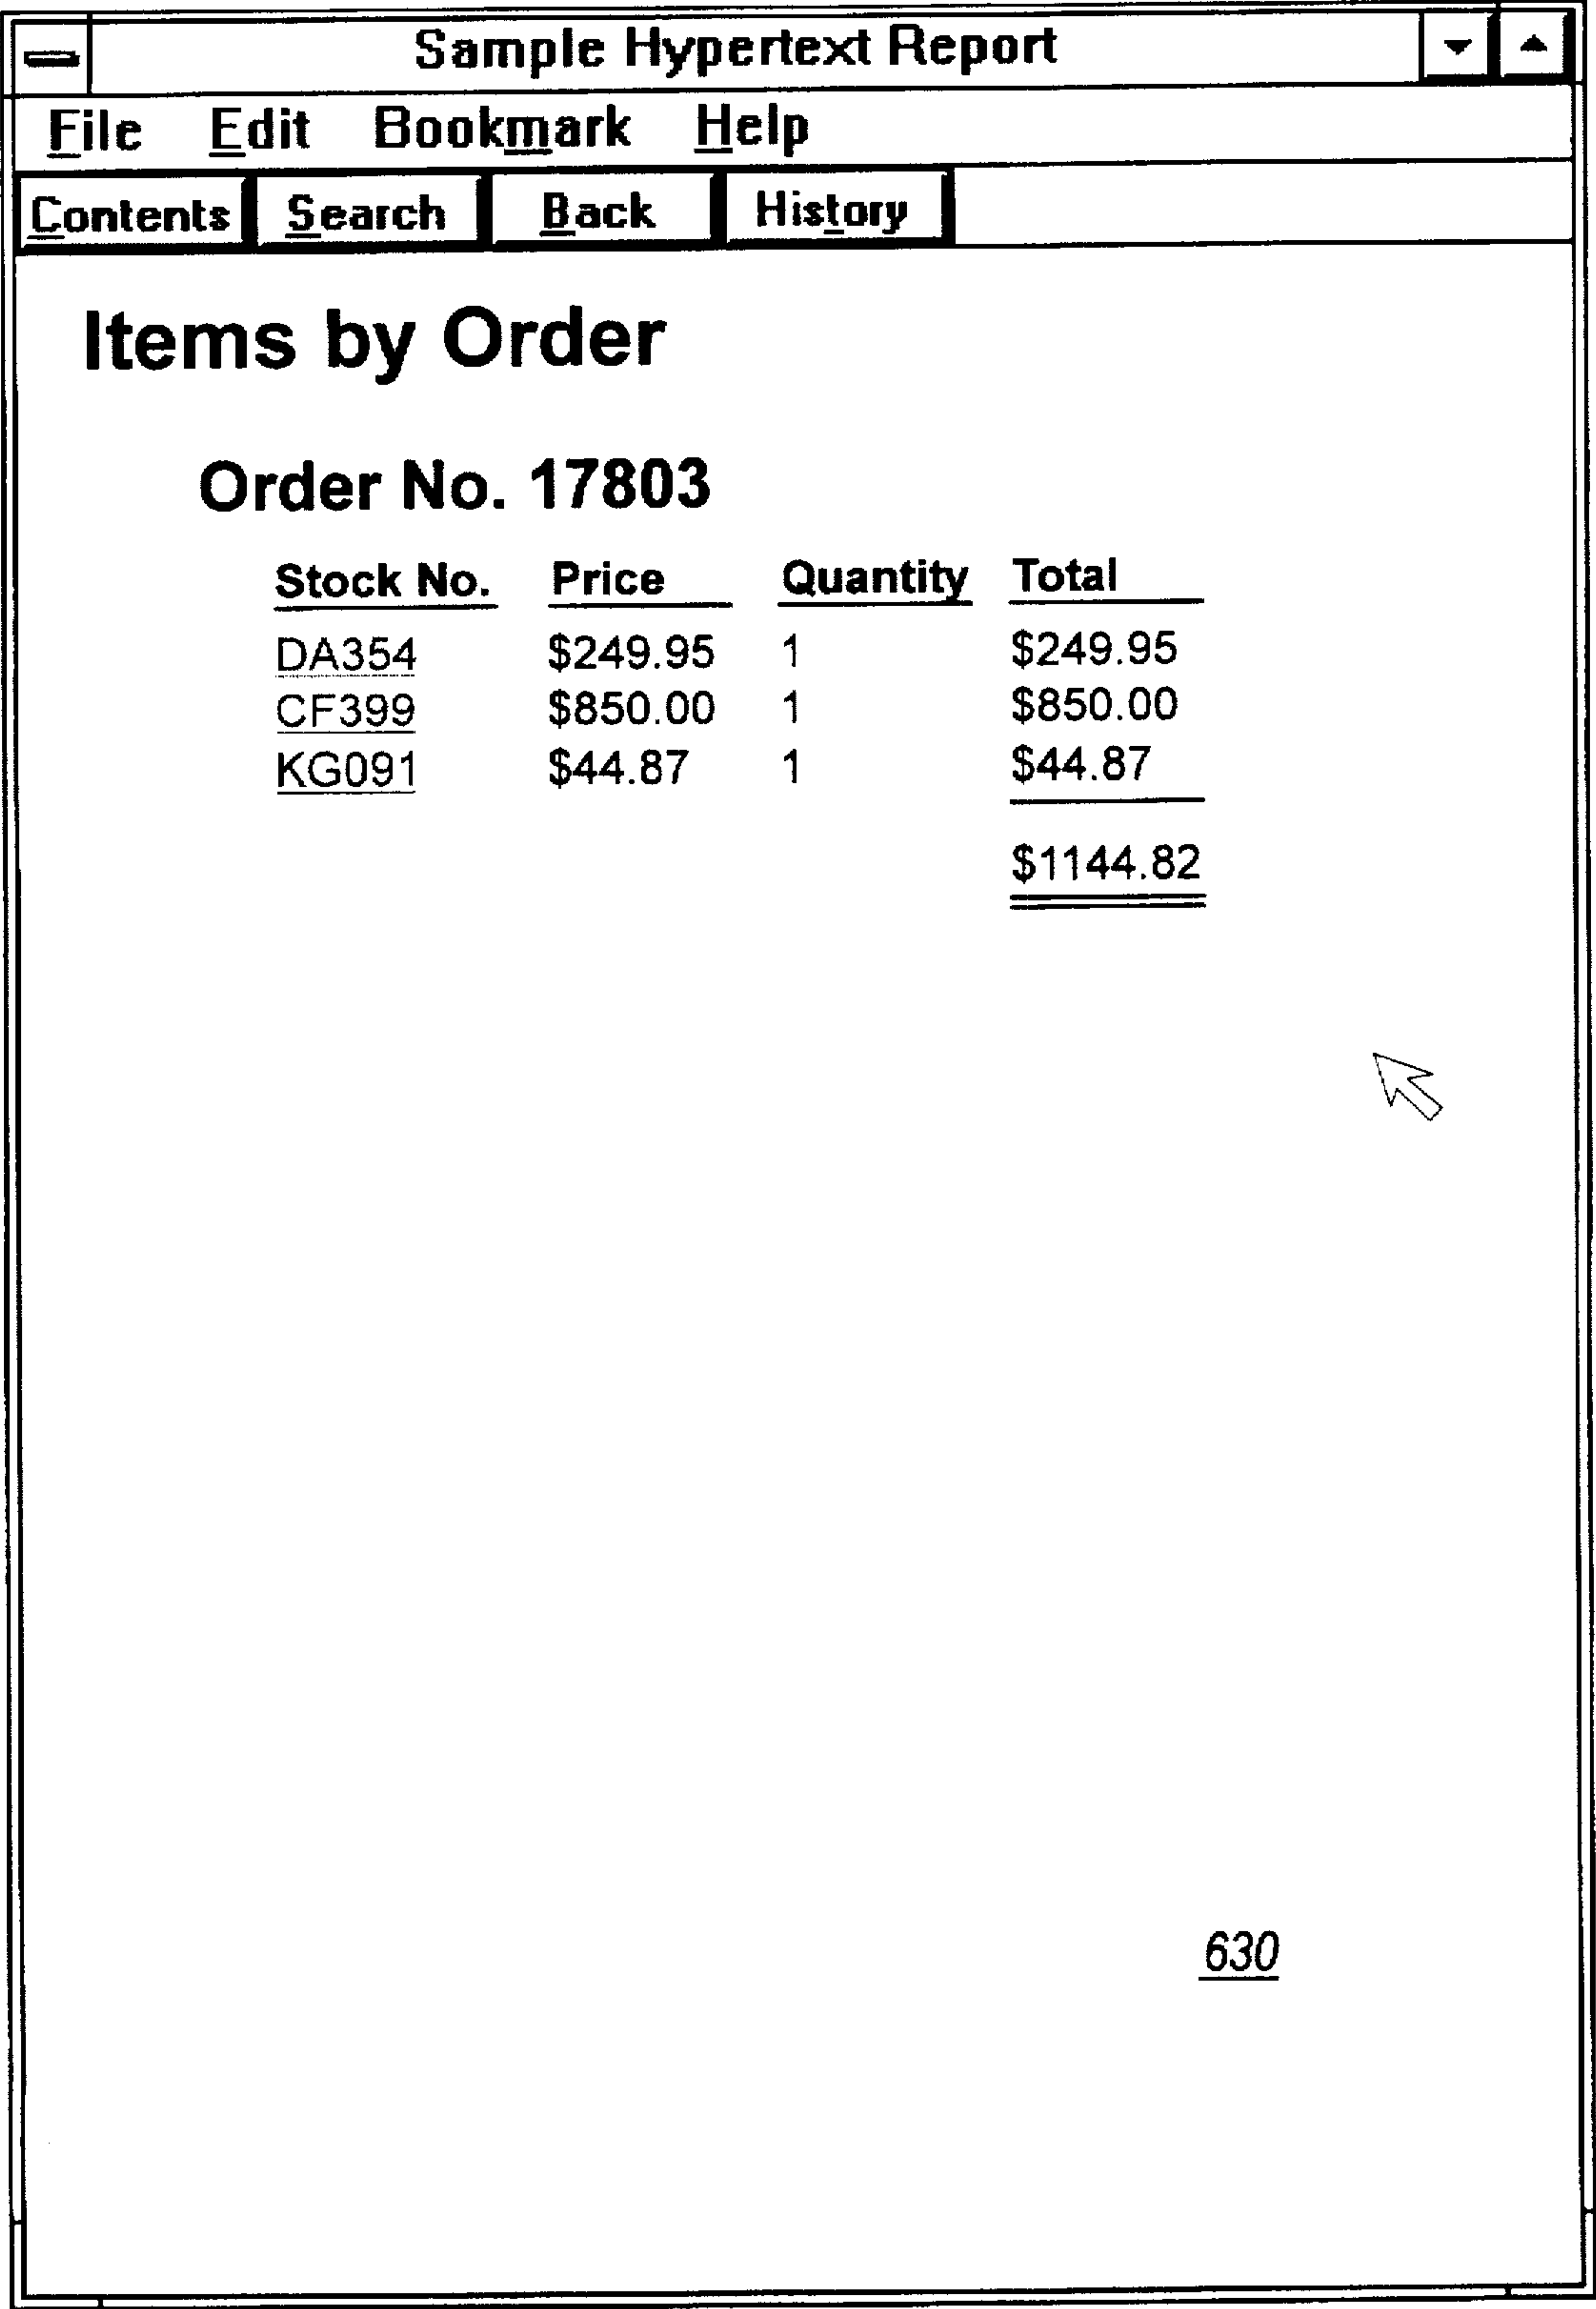 Sample Hypertext Report
File Edit Bookmark Help
Contents Search Back History
Items by Order
Order No. 17803
Stock No. Price Quantity Total
DA354 $249.95 1 $249.95
CF399 $850.00 1 $850.00
KG091 $44.87 1 $44.87
$1144.82
630